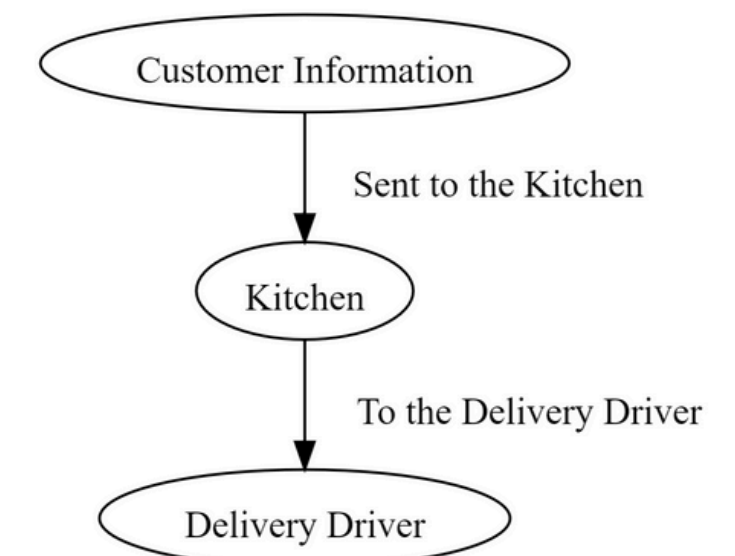 Customer Information
Sent to the Kitchen
Kitchen
To the Delivery Driver
Delivery Driver